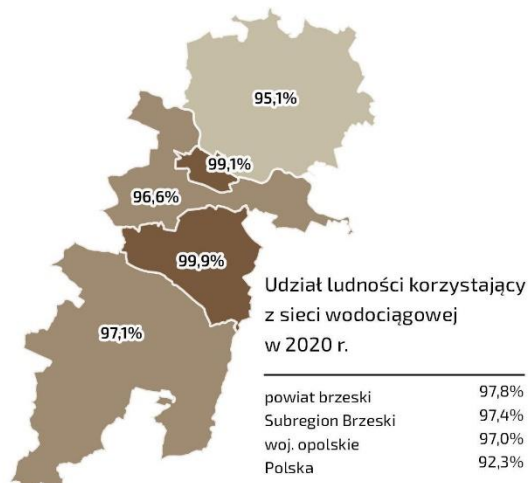 95,1%
99,1%
96,6%
99,9%
97,1%
Udział ludności korzystający
z sieci wodociągowej
w 2020 r.
powiat brzeski 97,8%
Subregion Brzeski 97,4%
woj. opolskie 97,0%
Polska 92,3%